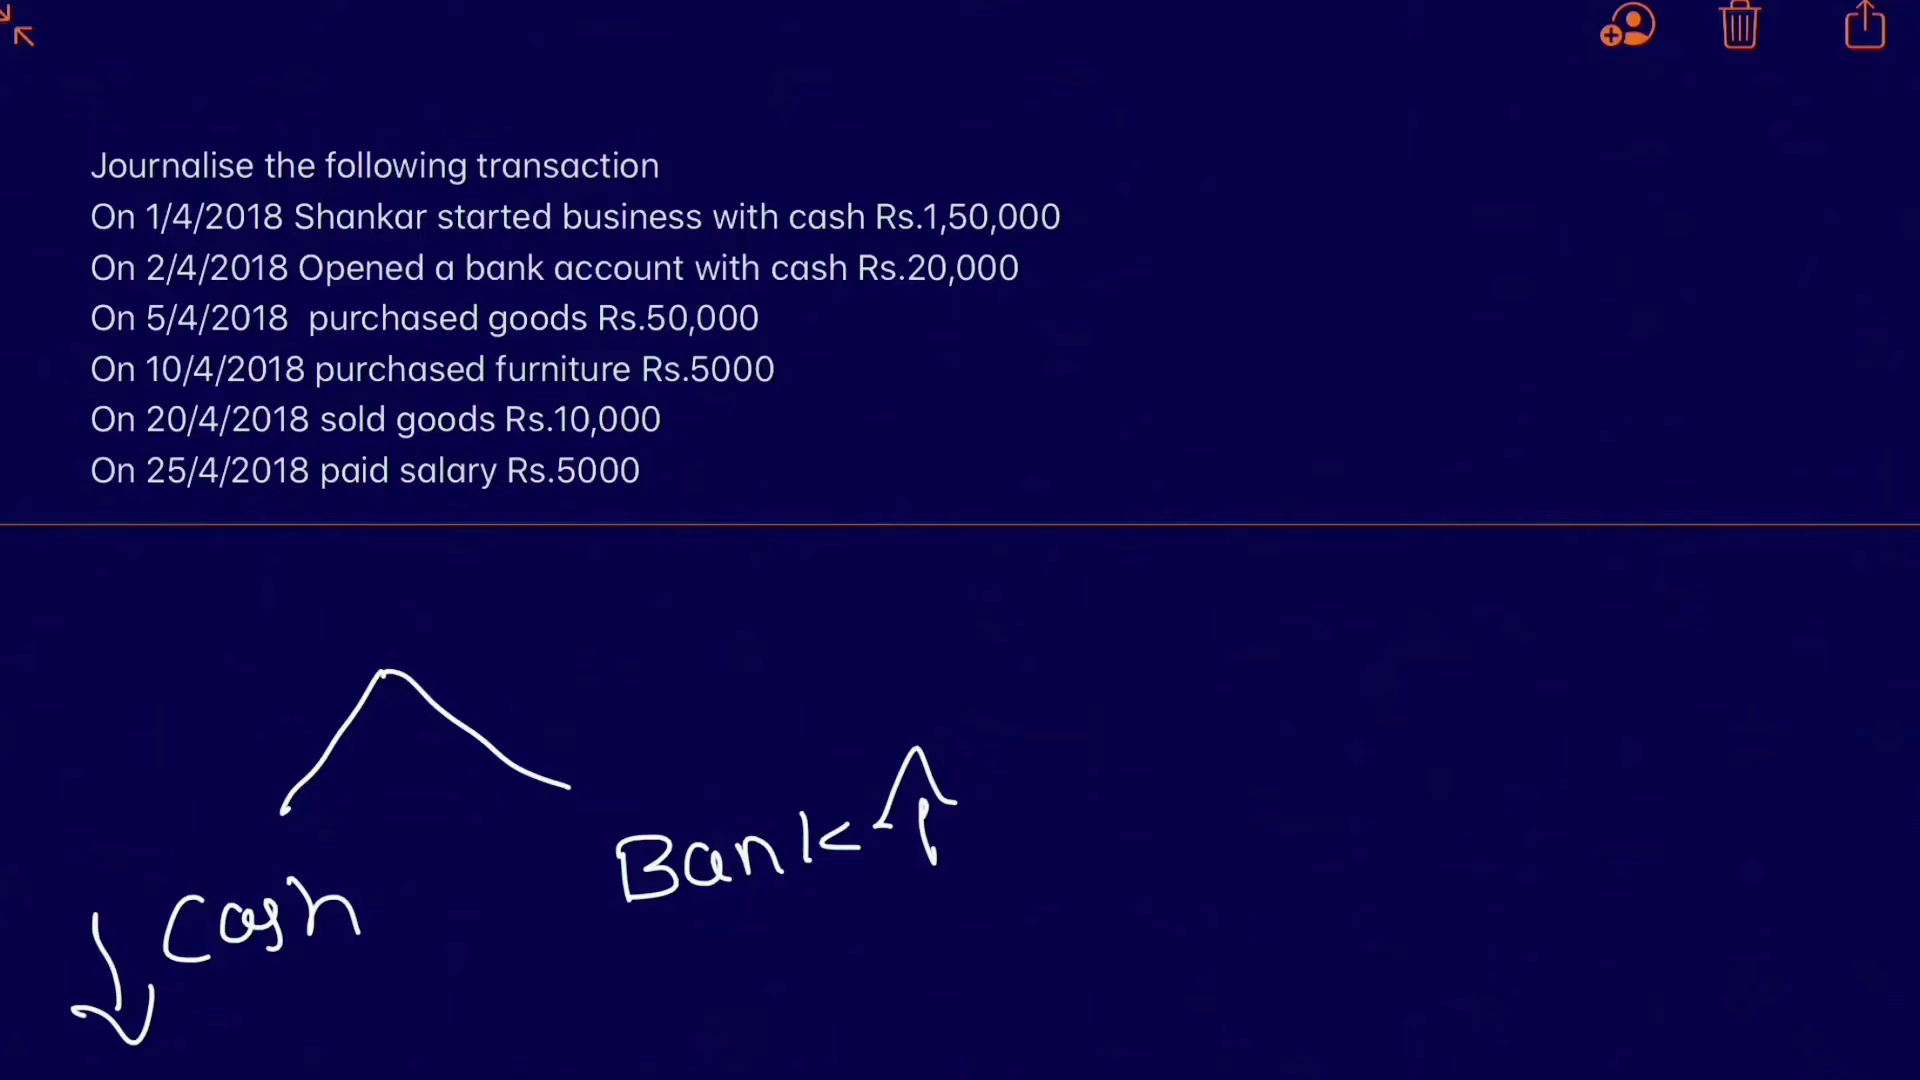 Journalise the following transaction
On 1/4/2018 Shankar started business with cash Rs.1,50,000
On 2/4/2018 Opened a bank account with cash Rs.20,000
On 5/4/2018  purchased goods Rs.50,000
On 10/4/2018 purchased furniture Rs.5000
On 20/4/2018 sold goods Rs.10,000
On 25/4/2018 paid salary Rs.5000
Bank ↑
↓ Cash